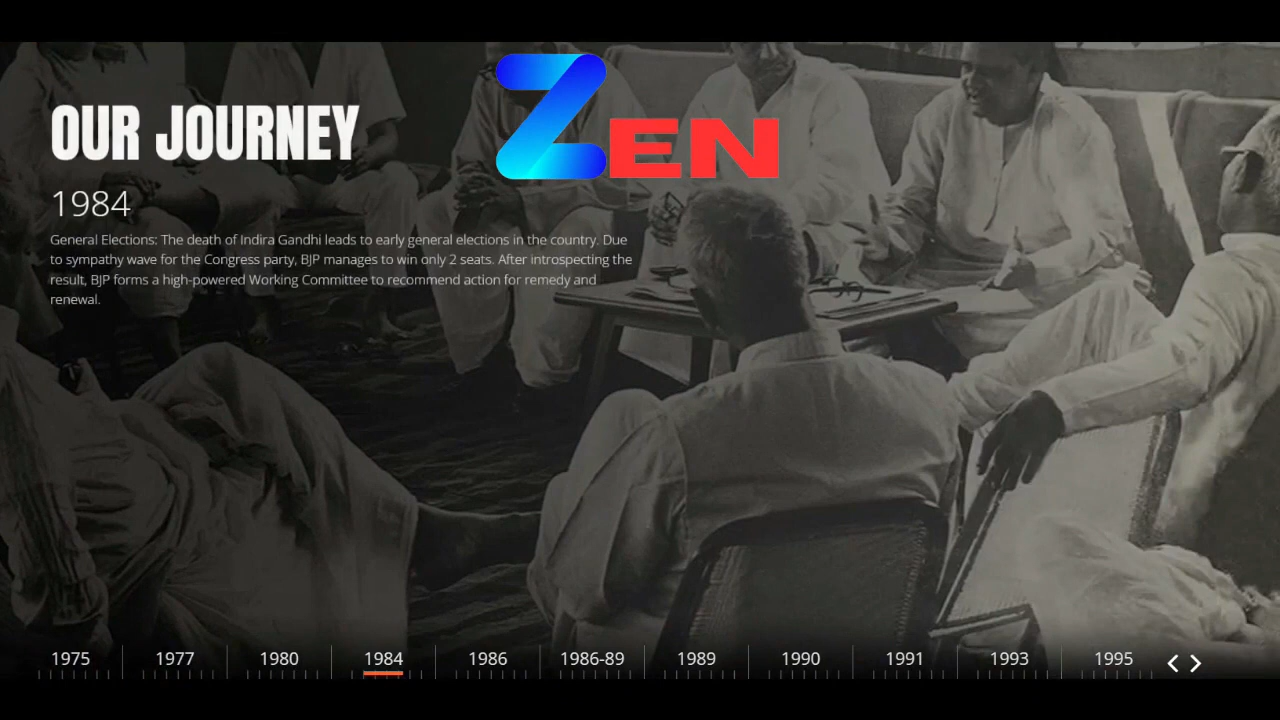 ZEN
OUR JOURNEY
1984
General Elections: The death of Indira Gandhi leads to early general elections in the country. Due
to sympathy wave for the Congress party, BJP manages to win only 2 seats. After introspecting the
result, BJP forms a high-powered Working Committee to recommend action for remedy and
renewal.
1975 1977 1980 1984 1986 1986-89 1989 1990 1991 1993 1995